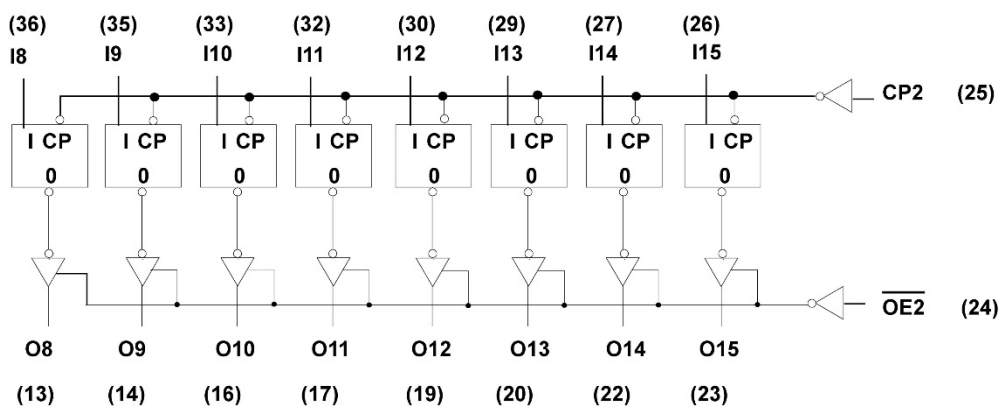 (36) (35) (33) (32) (30) (29) (27) (26)
I8 I9 I10 I11 I12 I13 I14 I15
CP2 (25)
I CP I CP I CP I CP I CP I CP I CP I CP
0 0 0 0 0 0 0 0
OE2 (24)
O8 O9 O10 O11 O12 O13 O14 O15
(13) (14) (16) (17) (19) (20) (22) (23)